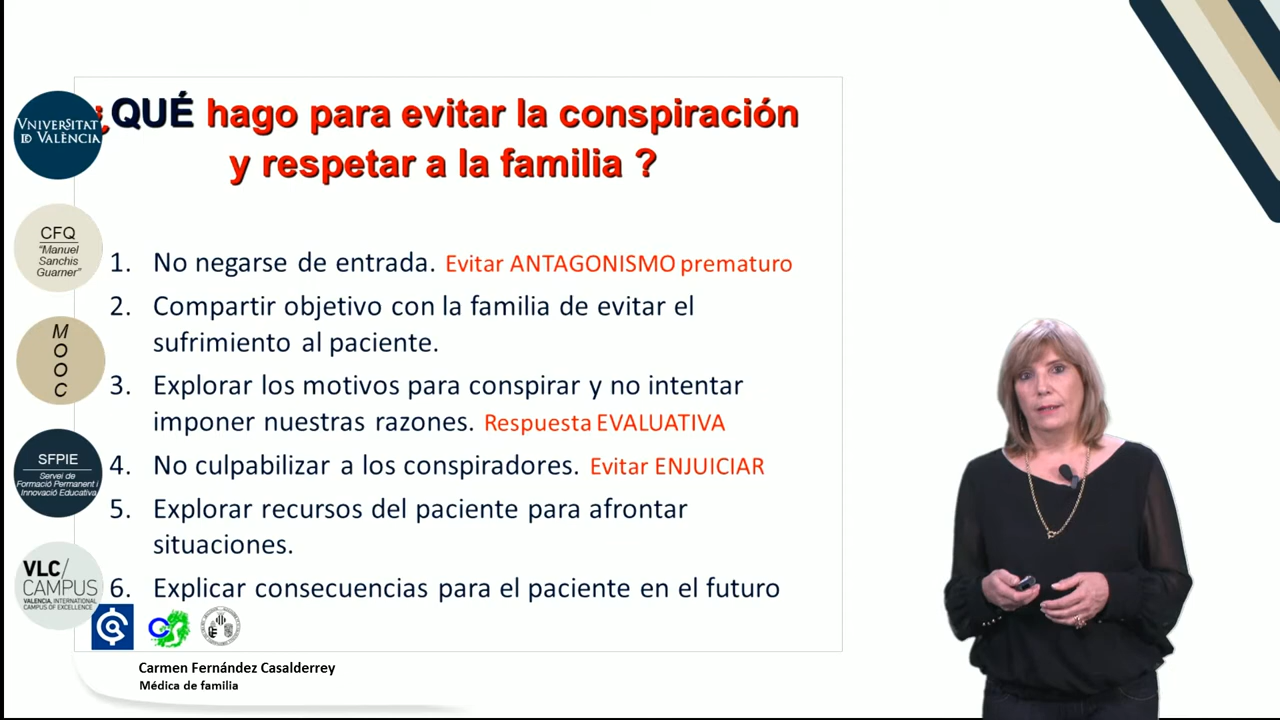 ¿QUÉ hago para evitar la conspiración
y respetar a la familia ?
VNIVERSITAT
ID VALÈNCIA
CFQ
"Manuel
Sanchis
Guarner"
M
O
O
C
SFPIE
Servei de
Formació Permanent i
Innovació Educativa
VLC/
CAMPUS
VALENCIA, INTERNATIONAL
CAMPUS OF EXCELLENCE
1. No negarse de entrada. Evitar ANTAGONISMO prematuro
2. Compartir objetivo con la familia de evitar el
sufrimiento al paciente.
3. Explorar los motivos para conspirar y no intentar
imponer nuestras razones. Respuesta EVALUATIVA
4. No culpabilizar a los conspiradores. Evitar ENJUICIAR
5. Explorar recursos del paciente para afrontar
situaciones.
6. Explicar consecuencias para el paciente en el futuro
Carmen Fernández Casalderrey
Médica de familia